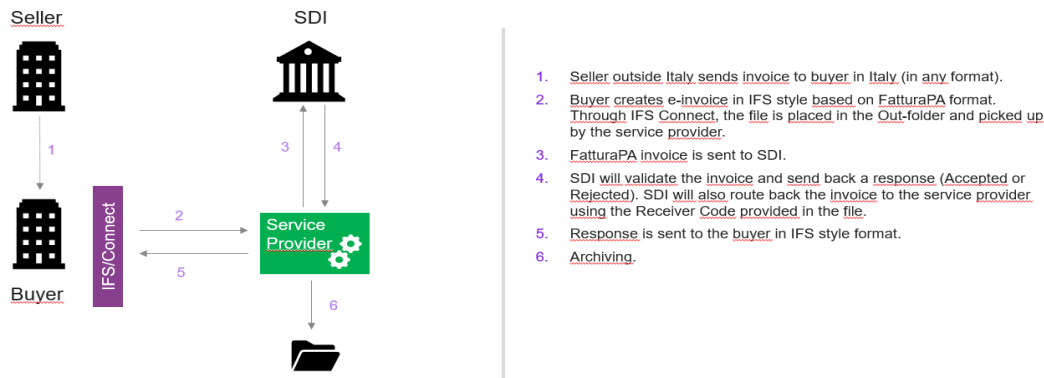 Seller
SDI
1
3
4
2
5
6
IFS/Connect
Service
Provider
Buyer
1. Seller outside Italy sends invoice to buyer in Italy (in any format).
2. Buyer creates e-invoice in IFS style based on FatturaPA format.
Through IFS Connect, the file is placed in the Out-folder and picked up
by the service provider.
3. FatturaPA invoice is sent to SDI.
4. SDI will validate the invoice and send back a response (Accepted or
Rejected). SDI will also route back the invoice to the service provider
using the Receiver Code provided in the file.
5. Response is sent to the buyer in IFS style format.
6. Archiving.